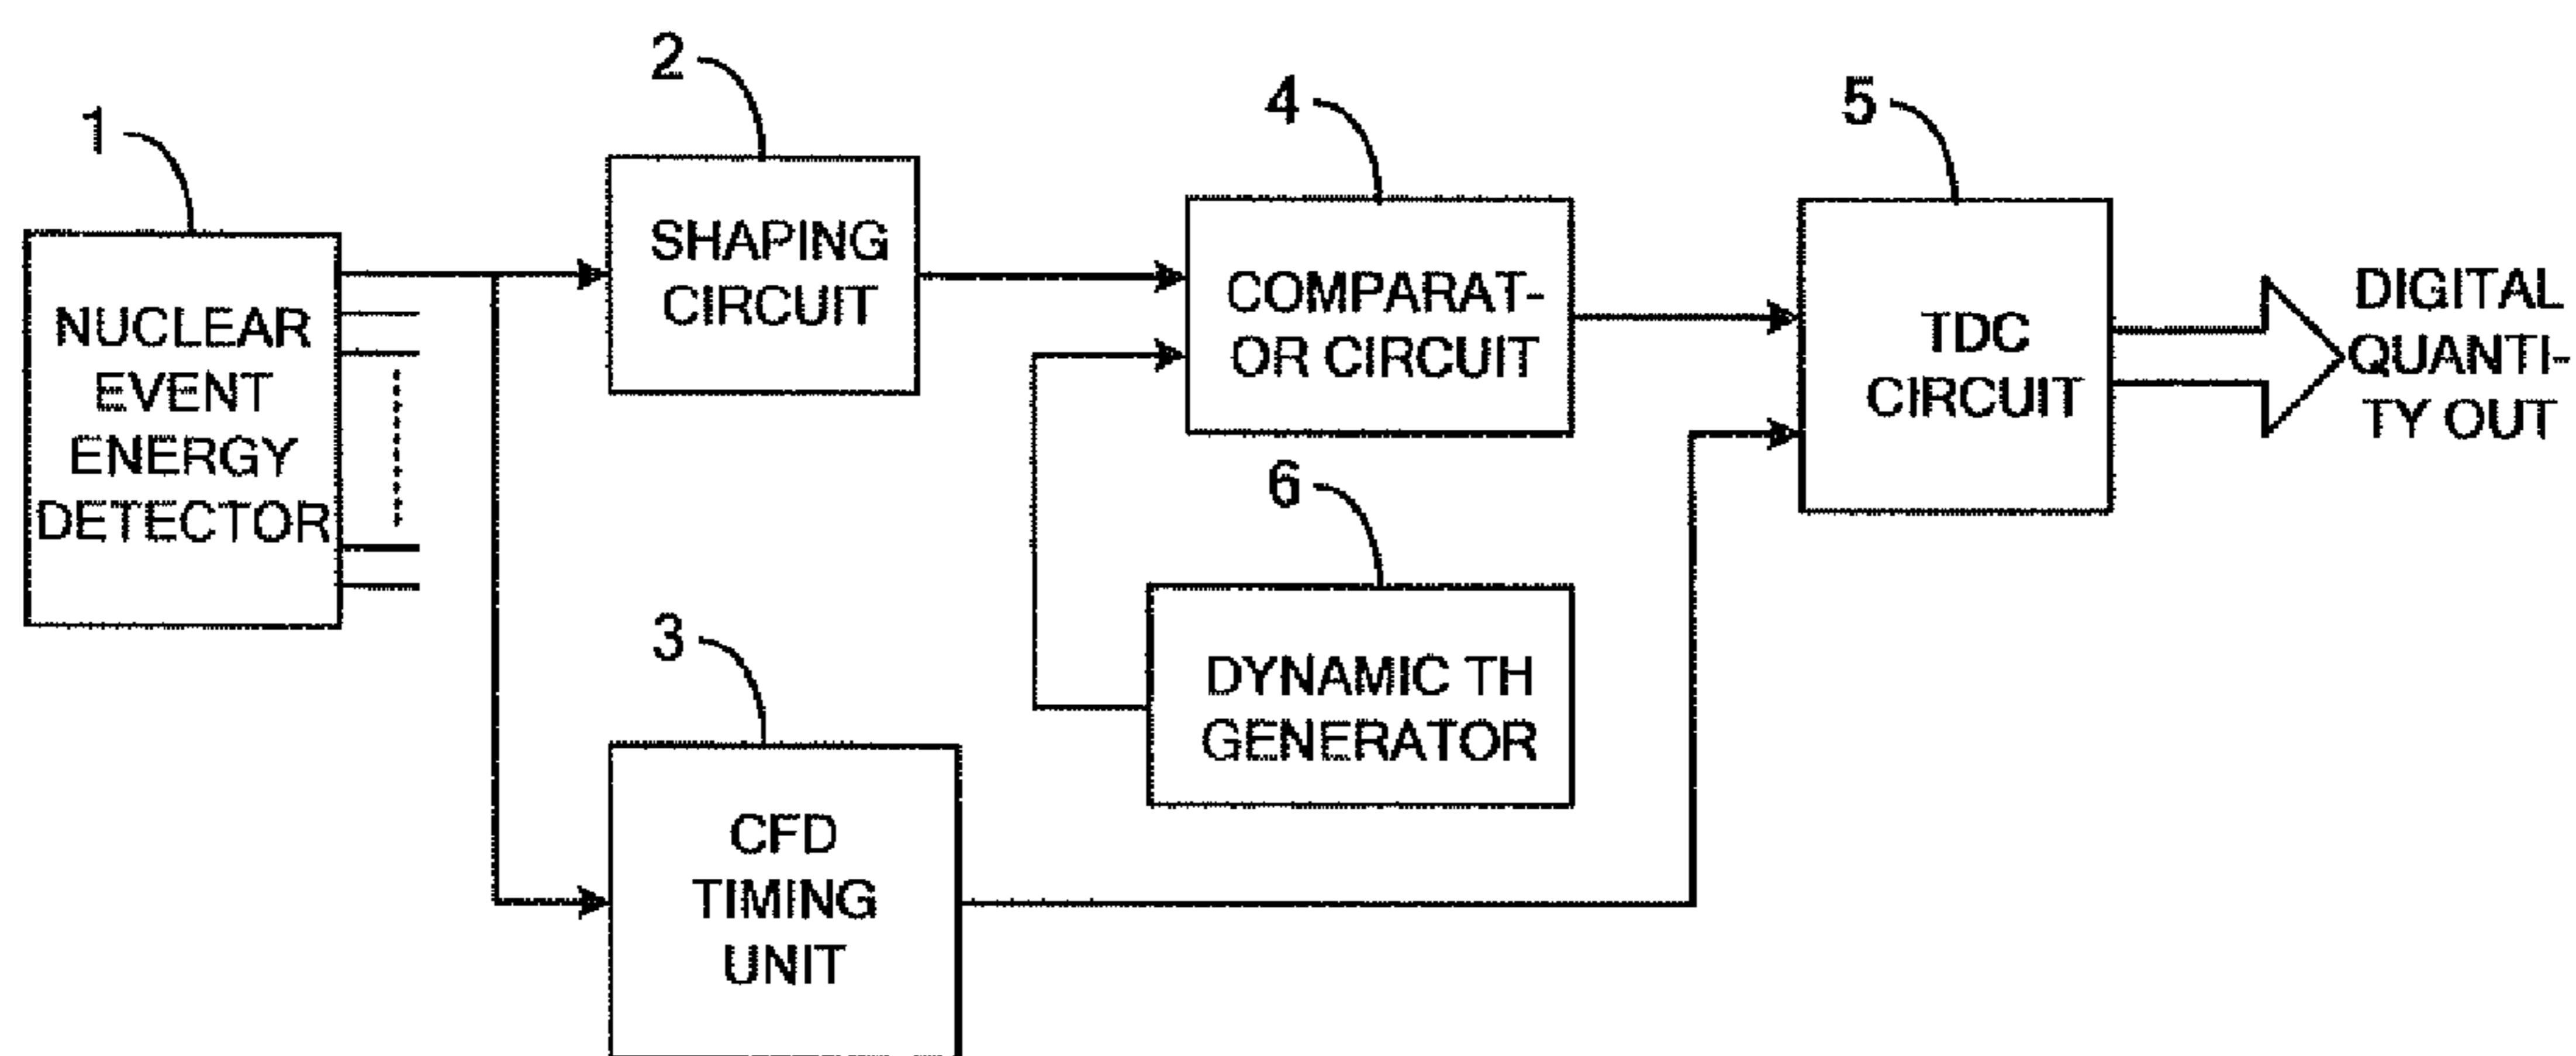 1
NUCLEAR
EVENT
ENERGY
DETECTOR
2
SHAPING
CIRCUIT
3
CFD
TIMING
UNIT
4
COMPARAT-
OR CIRCUIT
6
DYNAMIC TH
GENERATOR
5
TDC
CIRCUIT
DIGITAL
QUANTI-
TY OUT